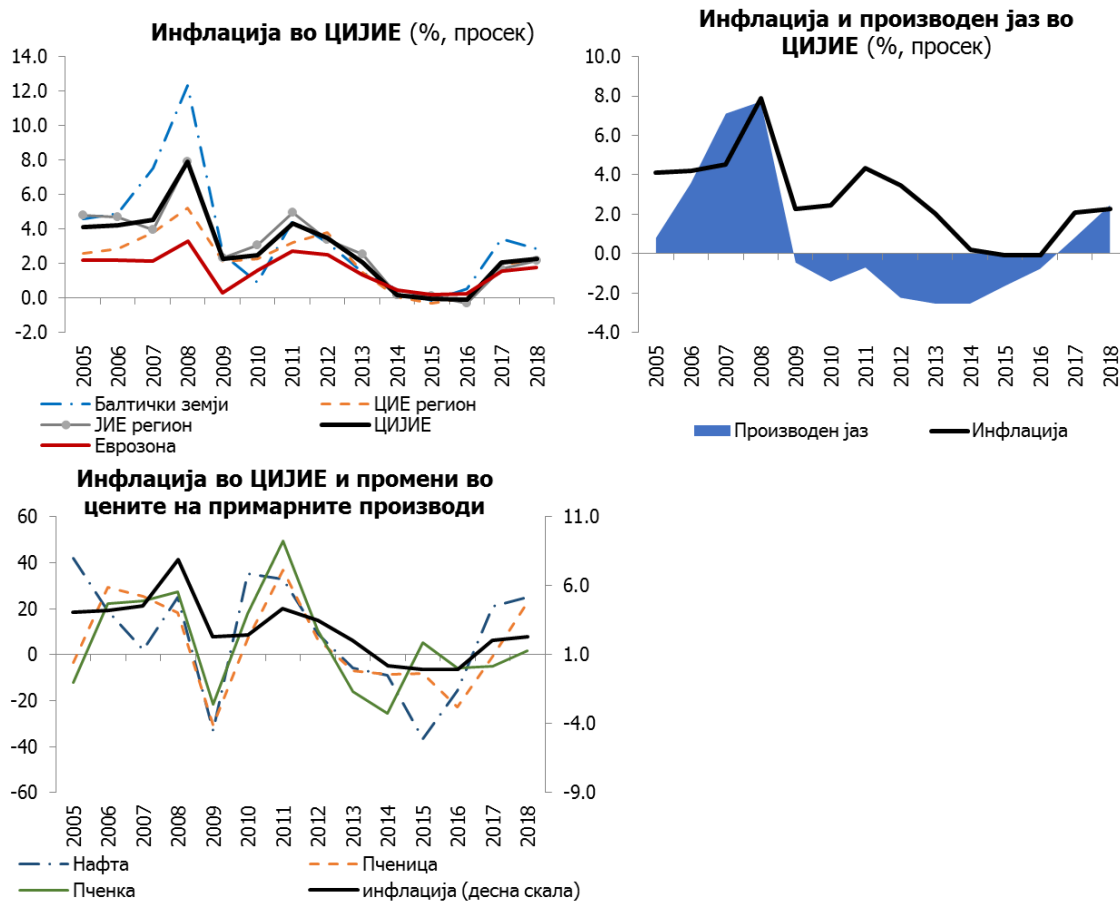 Инфлација во ЦИЈИЕ (%, просек)
14.0
12.0
10.0
8.0
6.0
4.0
2.0
0.0
-2.0
2005 2006 2007 2008 2009 2010 2011 2012 2013 2014 2015 2016 2017 2018
Балтички земји ЦИЕ регион
ЈИЕ регион ЦИЈИЕ
Еврозона
Инфлација и производен јаз во
ЦИЈИЕ (%, просек)
10.0
8.0
6.0
4.0
2.0
0.0
-2.0
-4.0
2005 2006 2007 2008 2009 2010 2011 2012 2013 2014 2015 2016 2017 2018
Производен јаз Инфлација
Инфлација во ЦИЈИЕ и промени во
цените на примарните производи
60 11.0
40 6.0
20
0 1.0
-20 -4.0
-40
-60 -9.0
2005 2006 2007 2008 2009 2010 2011 2012 2013 2014 2015 2016 2017 2018
Нафта Пченица
Пченка инфлација (десна скала)